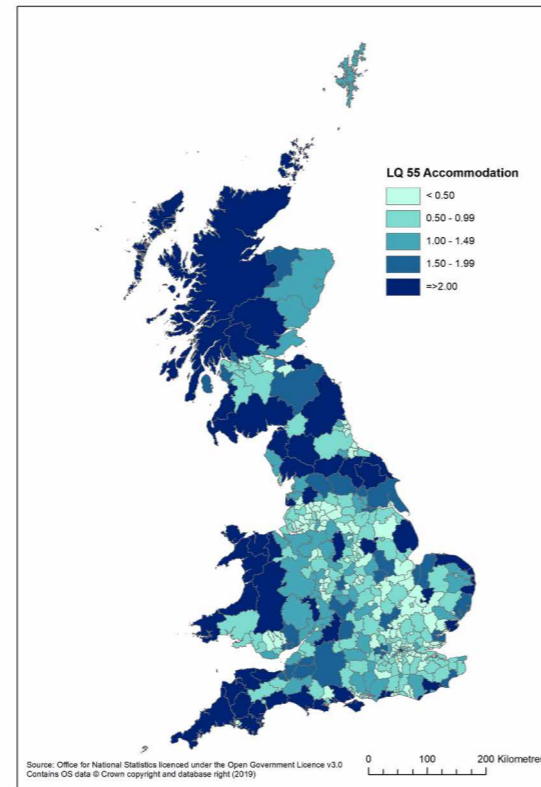 LQ 55 Accommodation
< 0.50
0.50 - 0.99
1.00 - 1.49
1.50 - 1.99
=>2.00
Source: Office for National Statistics licenced under the Open Government Licence v3.0
Contains OS data © Crown copyright and database right (2019)
0 100 200 Kilometres